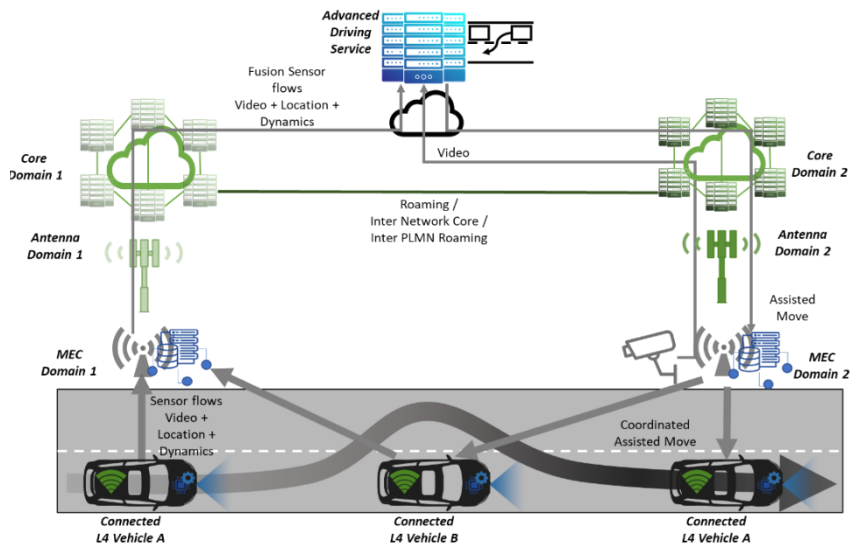 Advanced
Driving
Service
Fusion Sensor
flows
Video + Location +
Dynamics
Video
Core
Domain 1
Core
Domain 2
Roaming /
Inter Network Core /
Inter PLMN Roaming
Antenna
Domain 1
Antenna
Domain 2
Assisted
Move
MEC
Domain 1
MEC
Domain 2
Sensor flows
Video +
Location +
Dynamics
Coordinated
Assisted Move
Connected
L4 Vehicle A
Connected
L4 Vehicle B
Connected
L4 Vehicle A